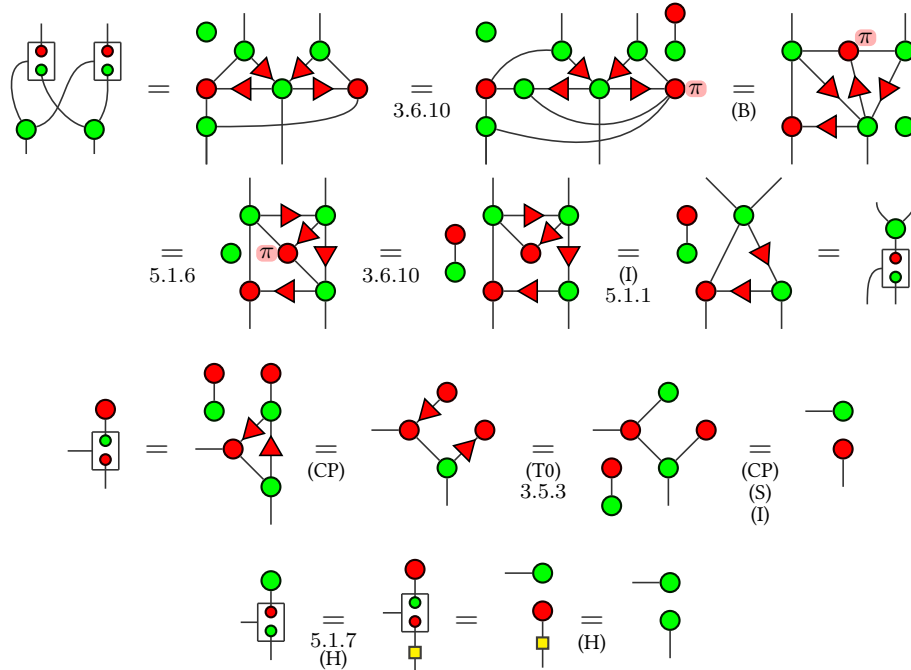 = = π = π
3.6.10 (B)
= π = = =
5.1.6 3.6.10 (I)
5.1.1
= = = =
(CP) (T0) (CP)
3.5.3 (S)
(I)
= = =
5.1.7 (H)
(H)